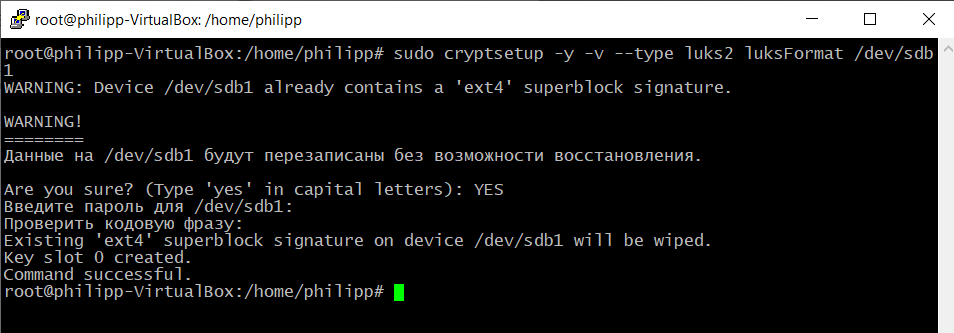 root@philipp-VirtualBox: /home/philipp
root@philipp-VirtualBox:/home/philipp# sudo cryptsetup -y -v --type luks2 luksFormat /dev/sdb
1
WARNING: Device /dev/sdb1 already contains a 'ext4' superblock signature.
WARNING!
========
Данные на /dev/sdb1 будут перезаписаны без возможности восстановления.
Are you sure? (Type 'yes' in capital letters): YES
Введите пароль для /dev/sdb1:
Проверить кодовую фразу:
Existing 'ext4' superblock signature on device /dev/sdb1 will be wiped.
Key slot 0 created.
Command successful.
root@philipp-VirtualBox:/home/philipp#